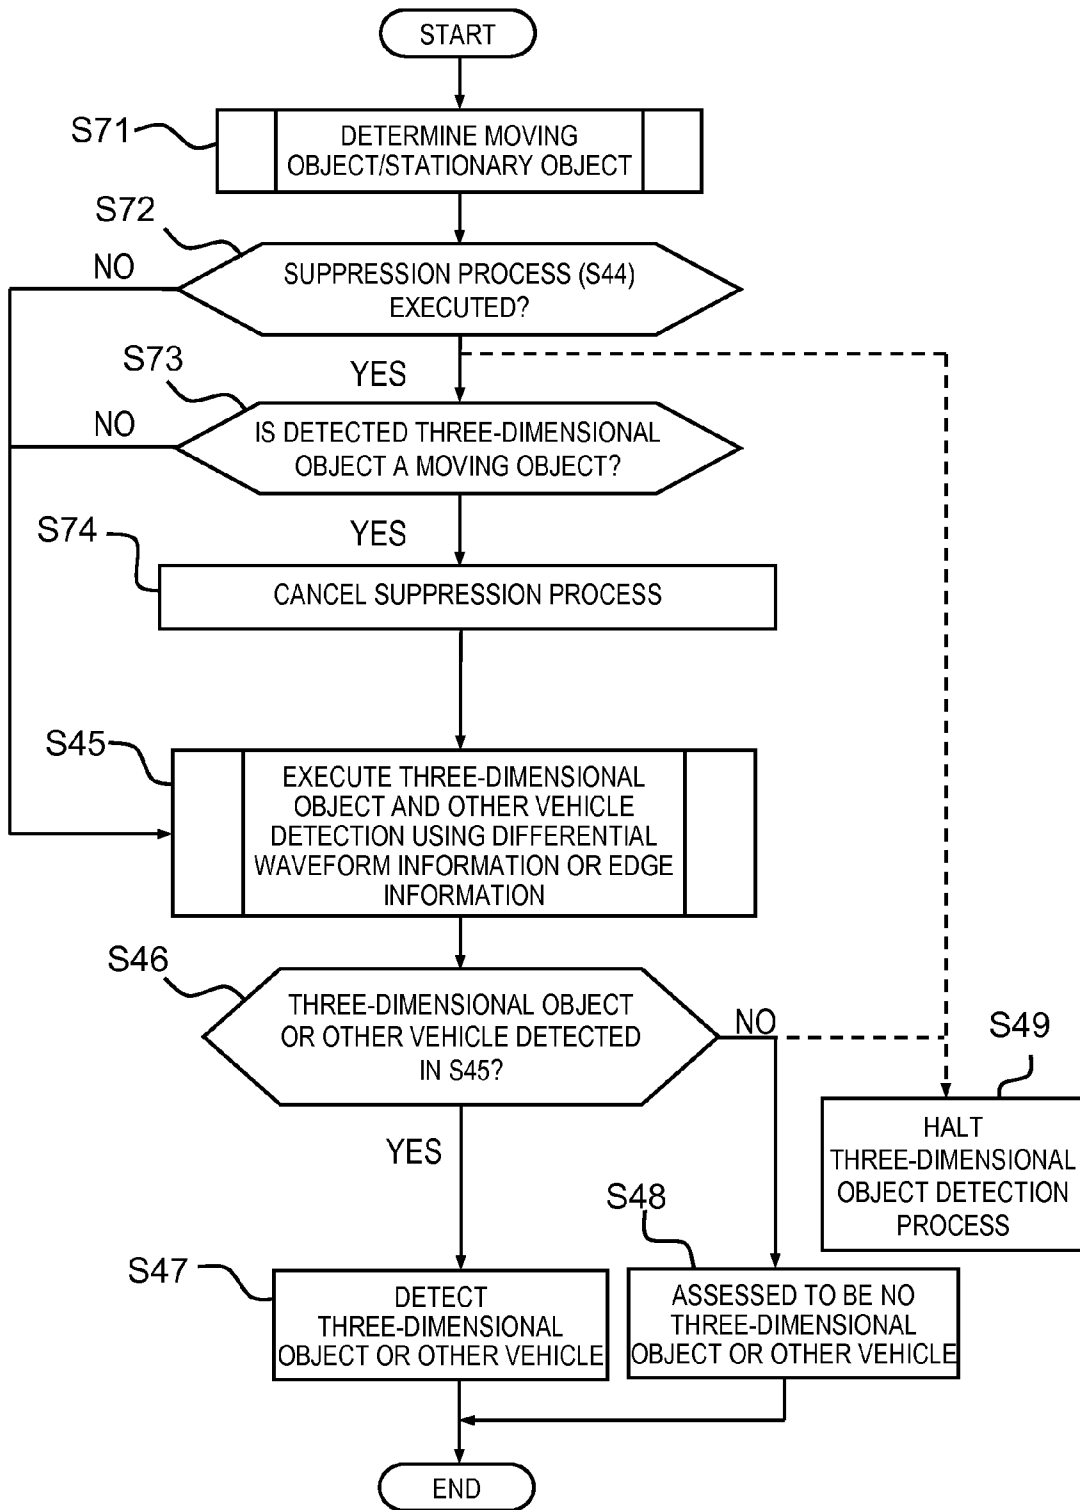 START
S71
DETERMINE MOVING
OBJECT/STATIONARY OBJECT
S72
NO
SUPPRESSION PROCESS (S44)
EXECUTED?
S73
YES
NO
IS DETECTED THREE-DIMENSIONAL
OBJECT A MOVING OBJECT?
S74
YES
CANCEL SUPPRESSION PROCESS
S45
EXECUTE THREE-DIMENSIONAL
OBJECT AND OTHER VEHICLE
DETECTION USING DIFFERENTIAL
WAVEFORM INFORMATION OR EDGE
INFORMATION
S46
THREE-DIMENSIONAL OBJECT
OR OTHER VEHICLE DETECTED
IN S45?
NO
S49
HALT
THREE-DIMENSIONAL
OBJECT DETECTION
PROCESS
YES
S48
S47
DETECT
THREE-DIMENSIONAL
OBJECT OR OTHER VEHICLE
ASSESSED TO BE NO
THREE-DIMENSIONAL
OBJECT OR OTHER VEHICLE
END